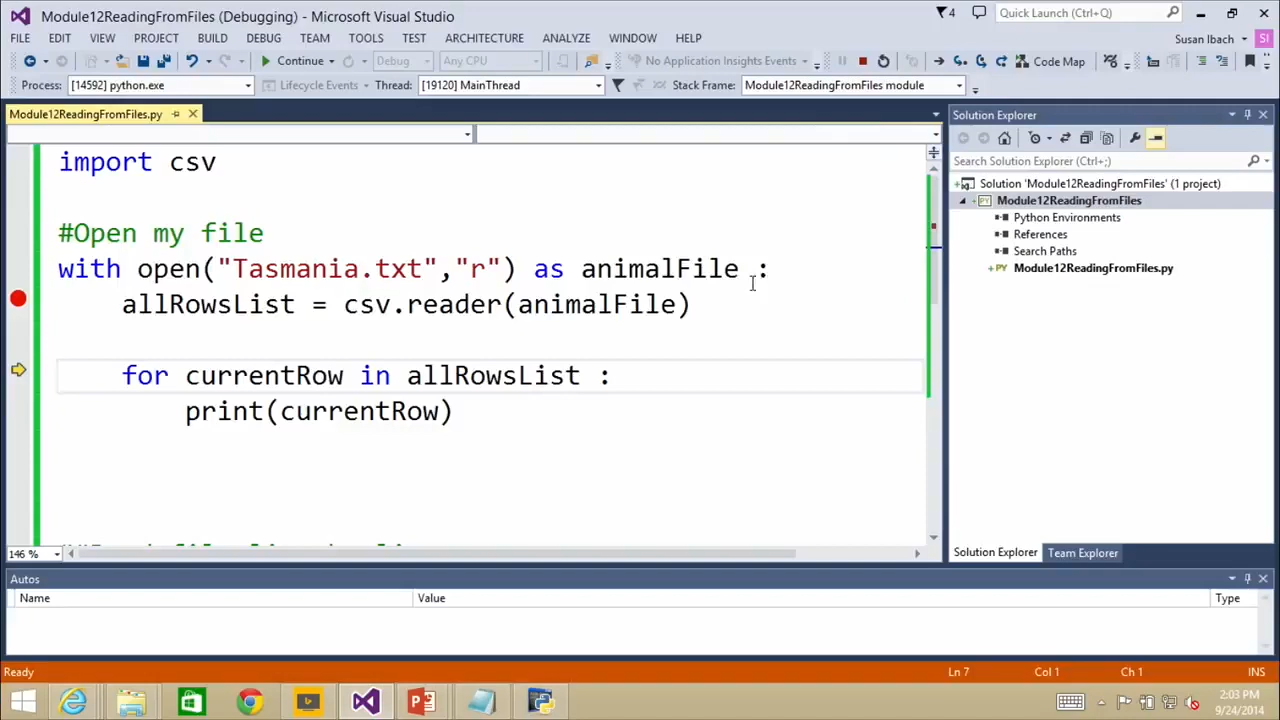 Module12ReadingFromFiles (Debugging) - Microsoft Visual Studio
4
Quick Launch (Ctrl+Q)
FILE EDIT VIEW PROJECT BUILD DEBUG TEAM TOOLS TEST ARCHITECTURE ANALYZE WINDOW HELP
Susan Ibach
SI
Continue
Debug
Any CPU
No Application Insights Events
Code Map
Process: [14592] python.exe
Lifecycle Events
Thread: [19120] MainThread
Stack Frame: Module12ReadingFromFiles module
Module12ReadingFromFiles.py
import csv
#Open my file
with open("Tasmania.txt","r") as animalFile :
allRowsList = csv.reader(animalFile)
for currentRow in allRowsList :
print(currentRow)
146 %
Solution Explorer
Search Solution Explorer (Ctrl+;)
Solution 'Module12ReadingFromFiles' (1 project)
Module12ReadingFromFiles
Python Environments
References
Search Paths
PY Module12ReadingFromFiles.py
Solution Explorer Team Explorer
Autos
Name Value Type
Ready
Ln 7 Col 1 Ch 1 INS
2:03 PM
9/24/2014